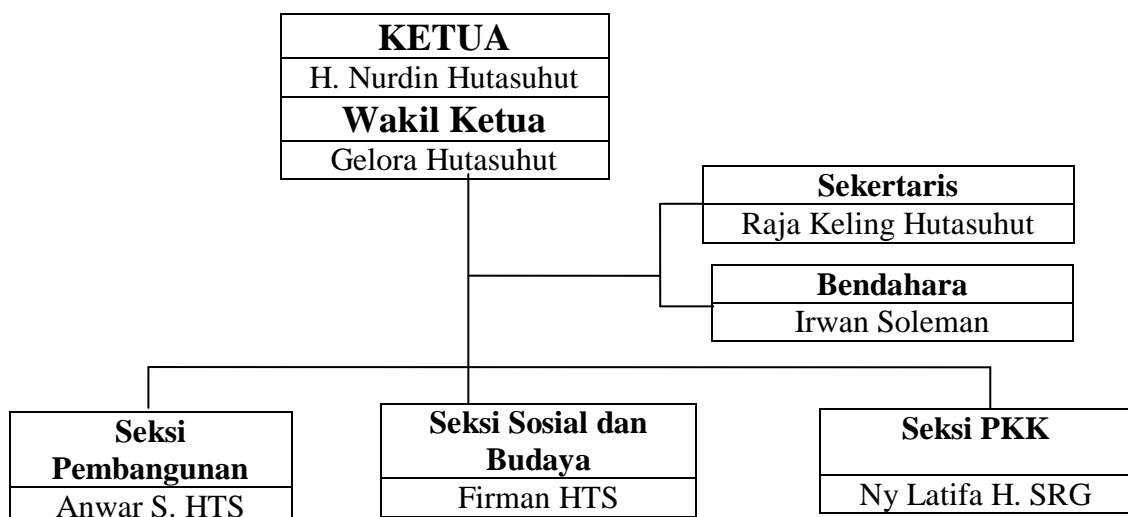 KETUA
H. Nurdin Hutasuhut
Wakil Ketua
Gelora Hutasuhut
Sekertaris
Raja Keling Hutasuhut
Bendahara
Irwan Soleman
Seksi
Pembangunan
Anwar S. HTS
Seksi Sosial dan
Budaya
Firman HTS
Seksi PKK
Ny Latifa H. SRG